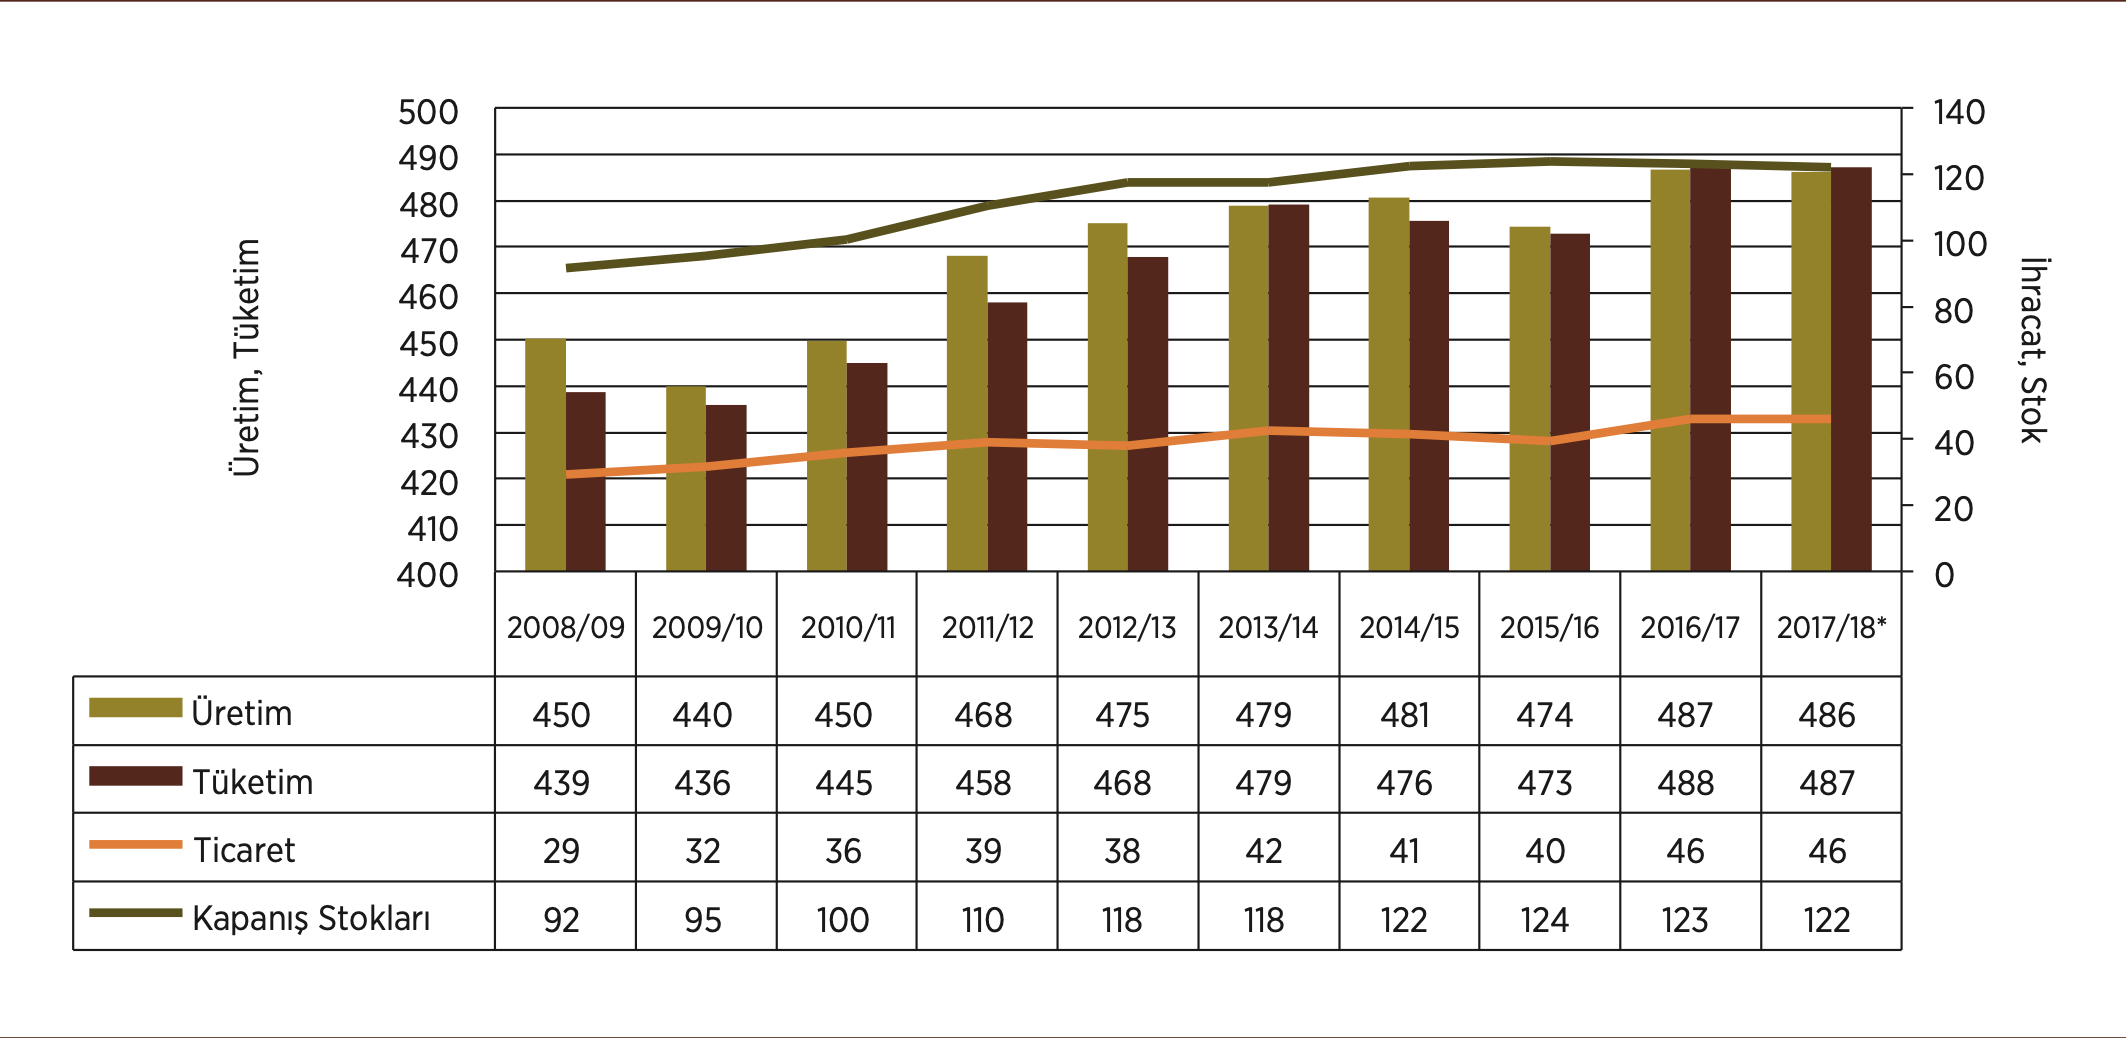 500
490
480
470
460
450
440
430
420
410
400
Üretim, Tüketim
140
120
100
80
60
40
20
0
İhracat, Stok
2008/09 2009/10 2010/11 2011/12 2012/13 2013/14 2014/15 2015/16 2016/17 2017/18*
Üretim 450 440 450 468 475 479 481 474 487 486
Tüketim 439 436 445 458 468 479 476 473 488 487
Ticaret 29 32 36 39 38 42 41 40 46 46
Kapanış Stokları 92 95 100 110 118 118 122 124 123 122